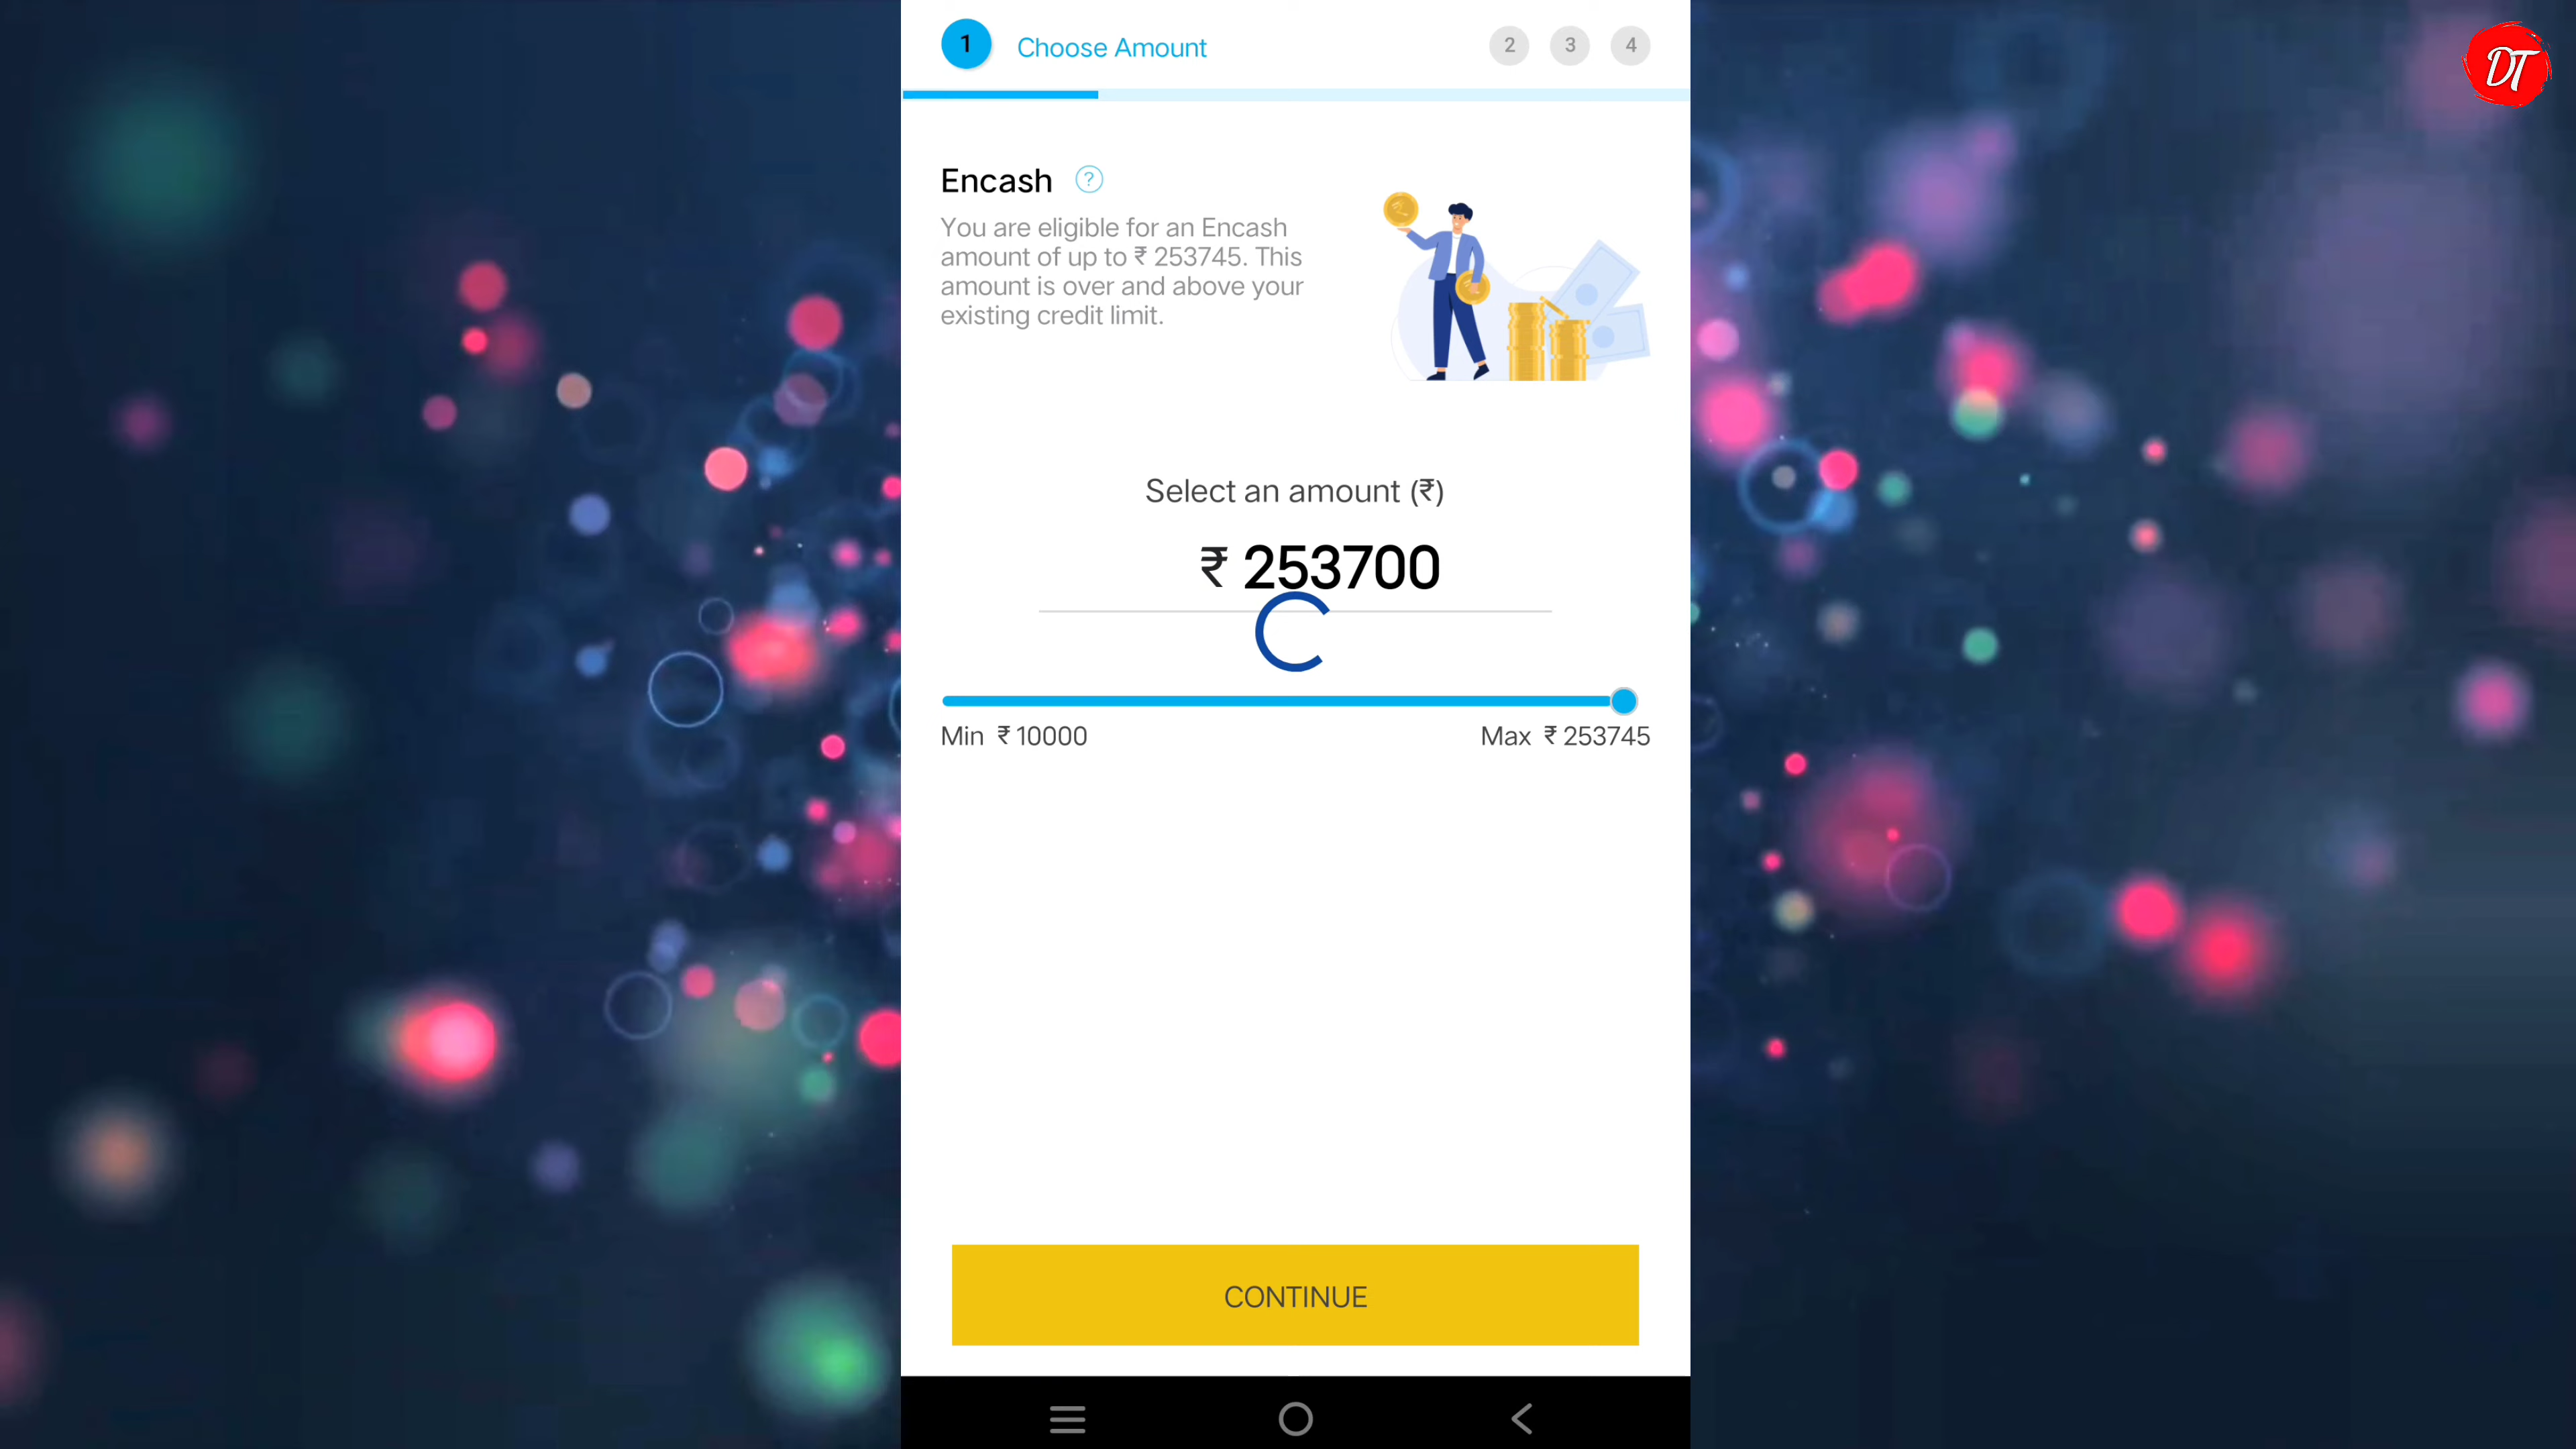 1 Choose Amount 2 3 4
DT
Encash ?
You are eligible for an Encash
amount of up to ₹ 253745. This
amount is over and above your
existing credit limit.
Select an amount (₹)
₹ 253700
Min ₹ 10000 Max ₹ 253745
CONTINUE